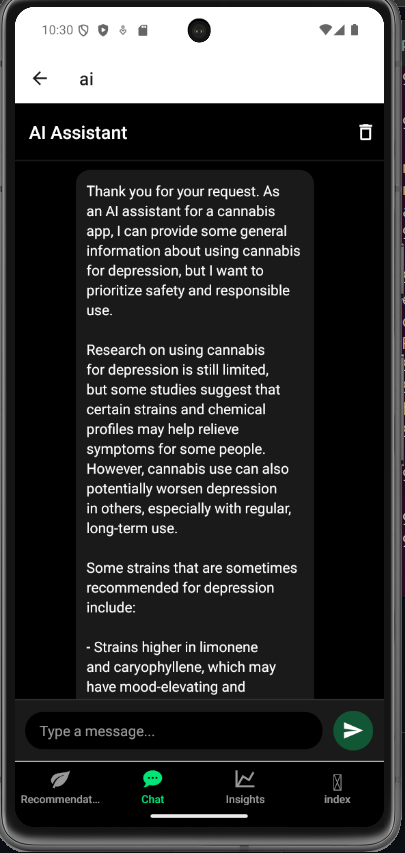 10:30
ai
AI Assistant
Thank you for your request. As
an AI assistant for a cannabis
app, I can provide some general
information about using cannabis
for depression, but I want to
prioritize safety and responsible
use.
Research on using cannabis
for depression is still limited,
but some studies suggest that
certain strains and chemical
profiles may help relieve
symptoms for some people.
However, cannabis use can also
potentially worsen depression
in others, especially with regular,
long-term use.
Some strains that are sometimes
recommended for depression
include:
- Strains higher in limonene
and caryophyllene, which may
have mood-elevating and
Type a message...
Recommendat... Chat Insights index